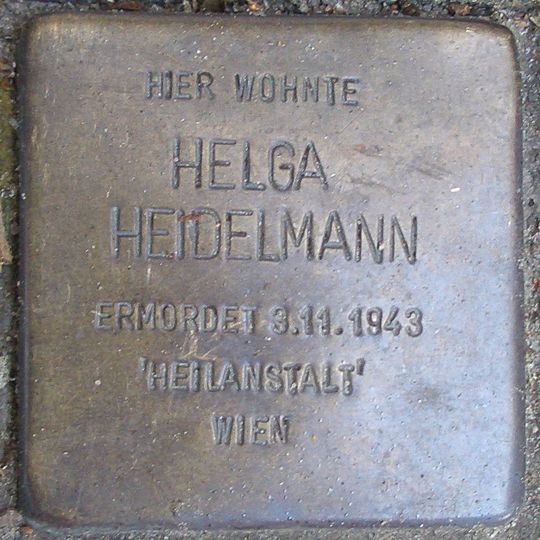 HIER WOHNTE
HELGA
HEIDELMANN
ERMORDET 3.11.1943
'HEILANSTALT'
WIEN